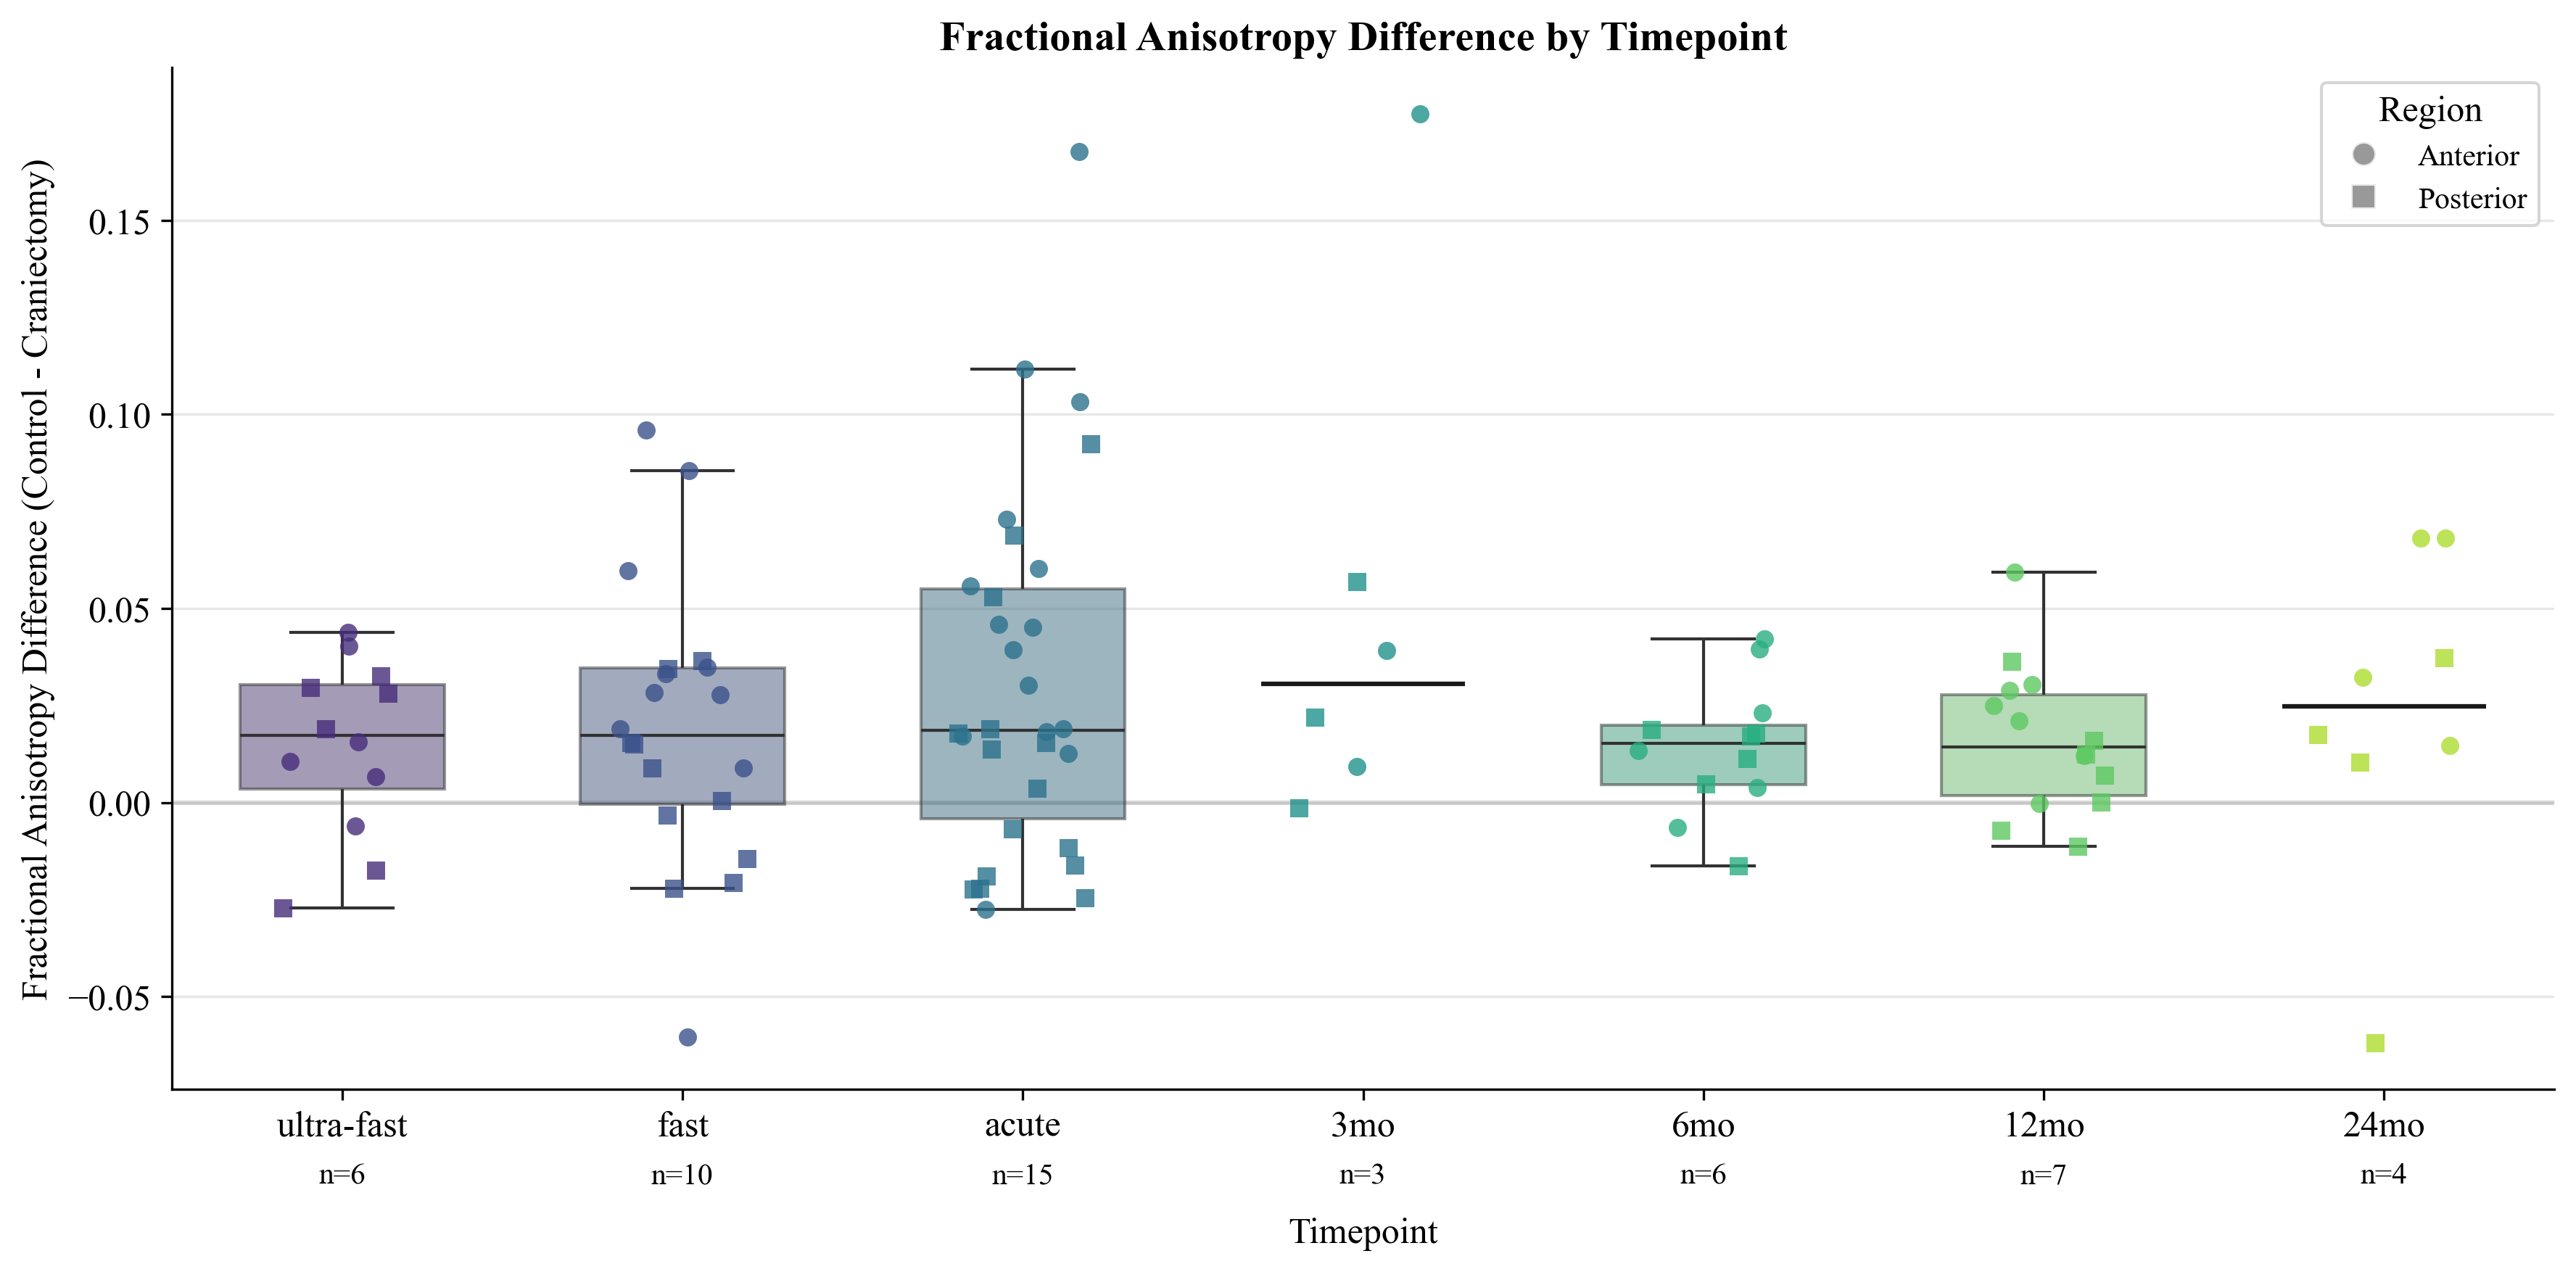 Fractional Anisotropy Difference by Timepoint
Region
Anterior
Posterior
Fractional Anisotropy Difference (Control - Craniectomy)
0.15
0.10
0.05
0.00
−0.05
ultra-fast
fast
acute
3mo
6mo
12mo
24mo
n=6
n=10
n=15
n=3
n=6
n=7
n=4
Timepoint